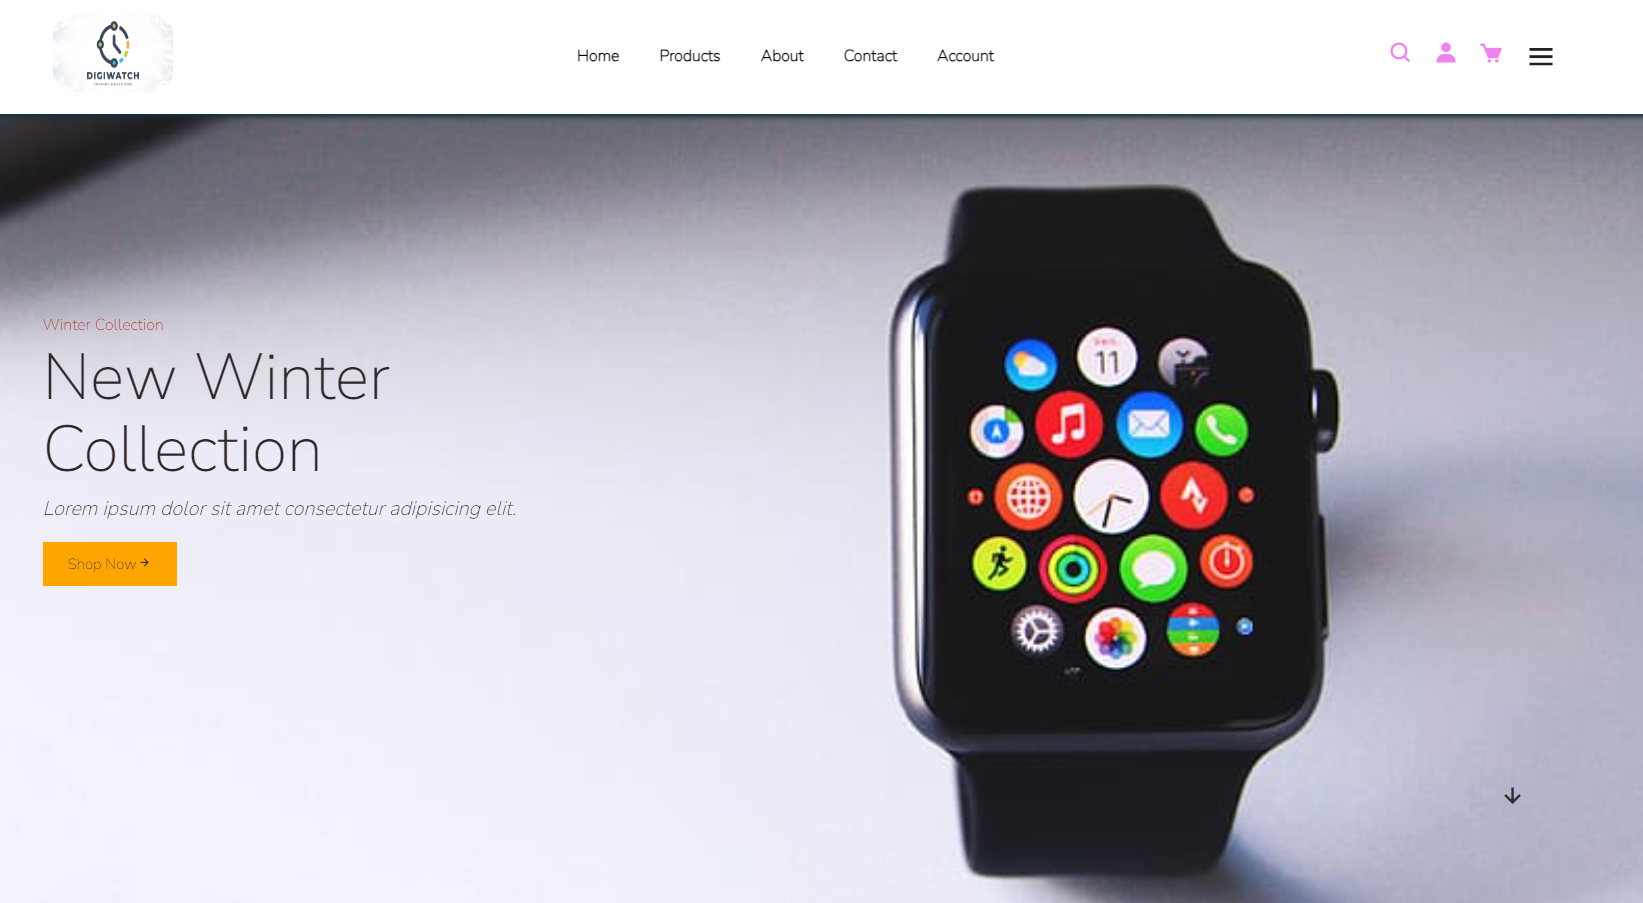 DIGIWATCH
Home Products About Contact Account
Winter Collection
New Winter
Collection
Lorem ipsum dolor sit amet consectetur adipisicing elit.
Shop Now
11